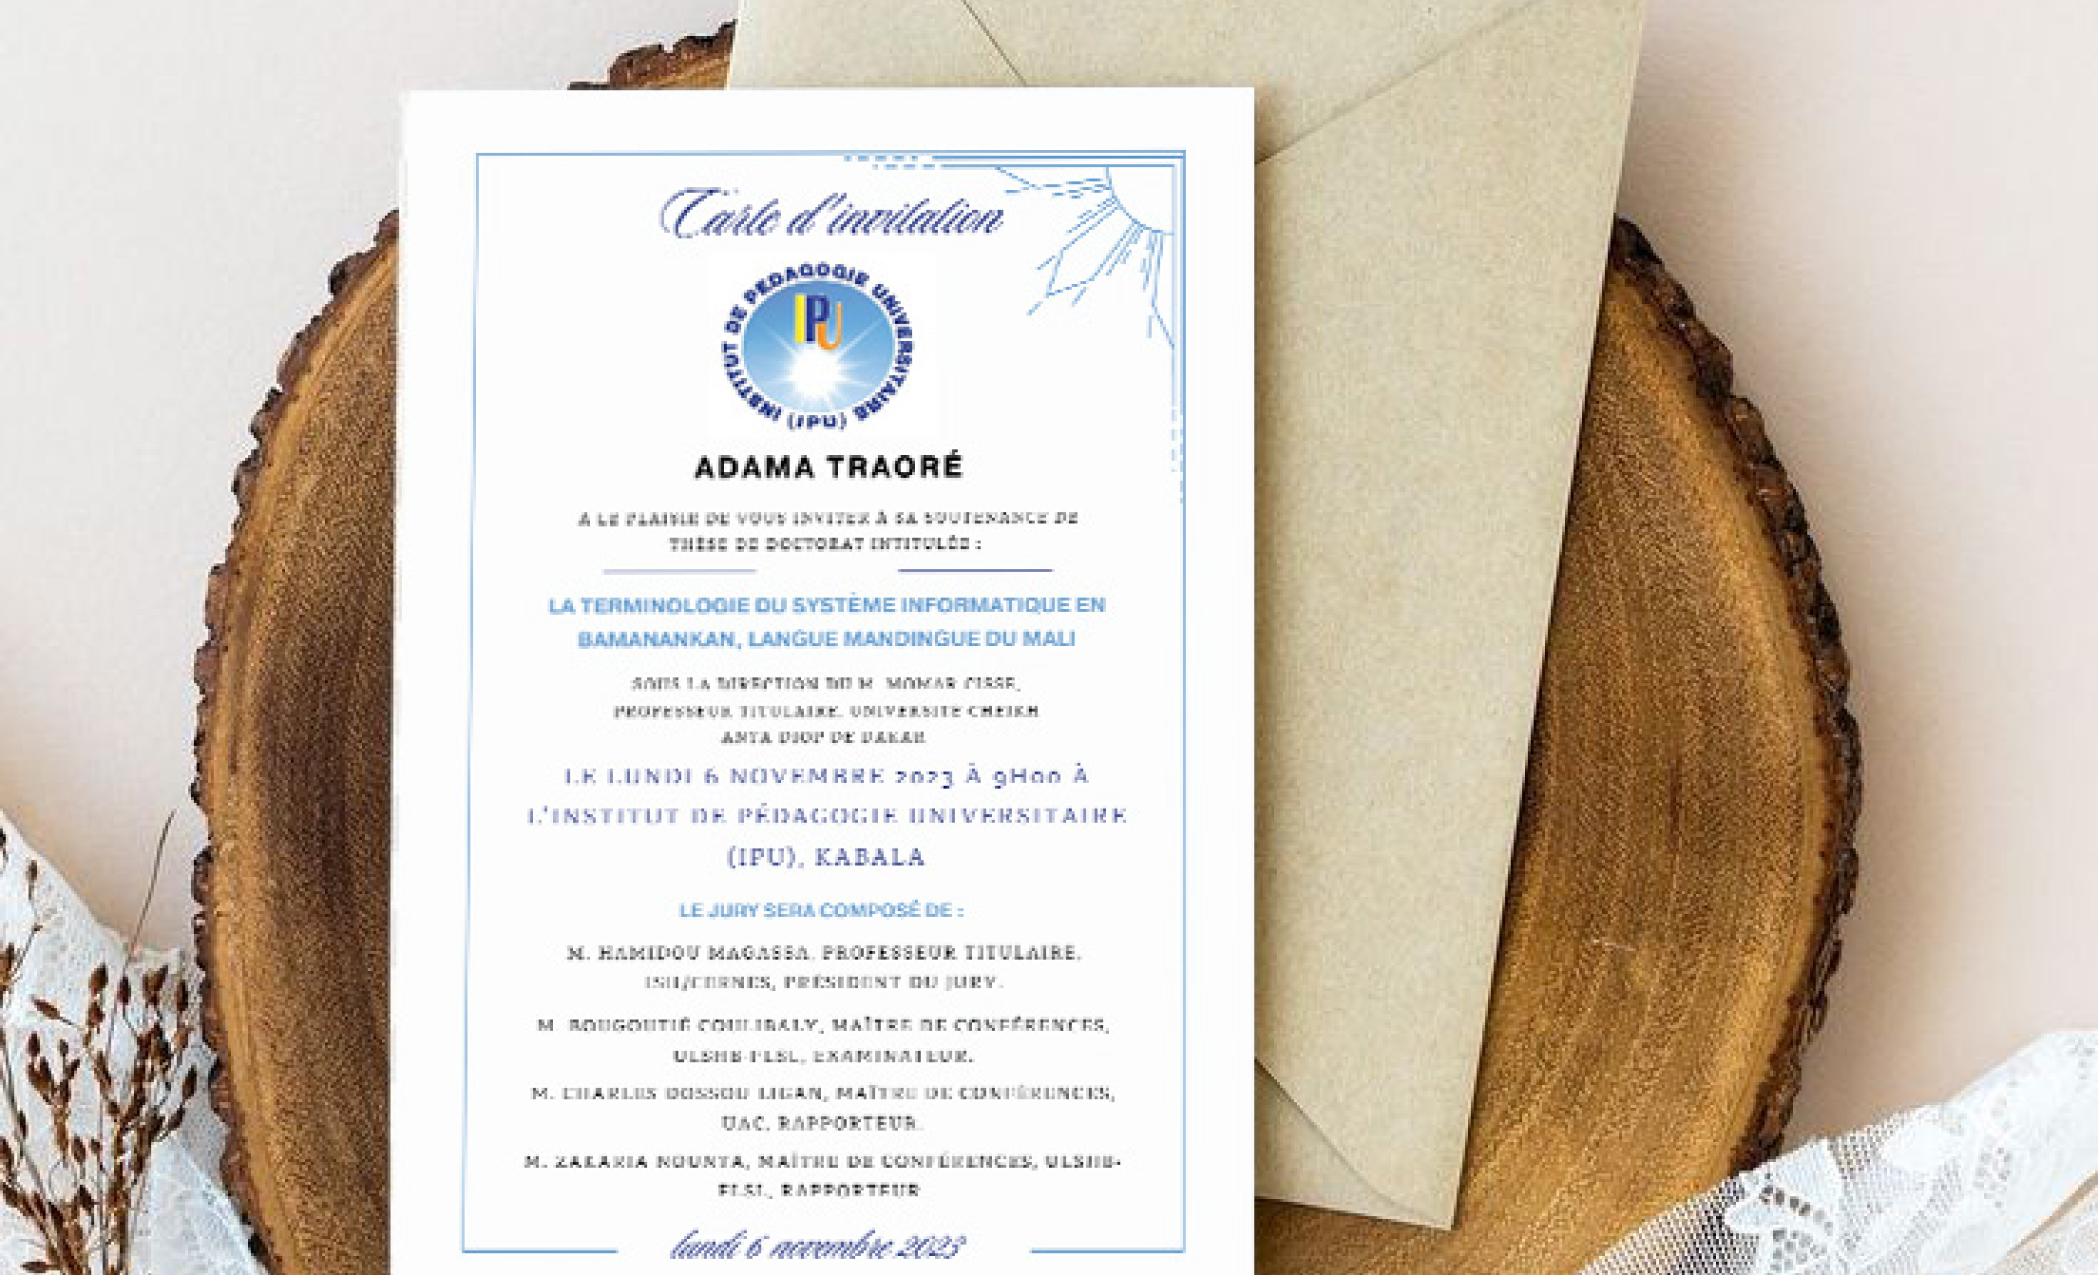 Carte d'invitation
INSTITUT DE PEDAGOGIE UNIVERSITAIRE (IPU)
IPU
ADAMA TRAORÉ
A LE PLAISIR DE VOUS INVITER À SA SOUTENANCE DE
THÈSE DE DOCTORAT INTITULÉE :
LA TERMINOLOGIE DU SYSTÈME INFORMATIQUE EN
BAMANANKAN, LANGUE MANDINGUE DU MALI
SOUS LA DIRECTION DU M. MOMAR CISSE,
PROFESSEUR TITULAIRE, UNIVERSITE CHEIKH
ANTA DIOP DE DAKAR
LE LUNDI 6 NOVEMBRE 2023 À 9H00 À
L'INSTITUT DE PÉDAGOGIE UNIVERSITAIRE
(IPU), KABALA
LE JURY SERA COMPOSÉ DE :
M. HAMIDOU MAGASSA, PROFESSEUR TITULAIRE,
PRÉSIDENT DU JURY.
M. BOUGOUTIÉ COULIBALY, MAÎTRE DE CONFÉRENCES,
ULSHB-FLSL, EXAMINATEUR.
M. CHARLES DOSSOU LIGAN, MAÎTRE DE CONFÉRENCES,
UAC, RAPPORTEUR.
M. ZAKARIA NOUNTA, MAÎTRE DE CONFÉRENCES, ULSHB-
FLSL, RAPPORTEUR
lundi 6 novembre 2023